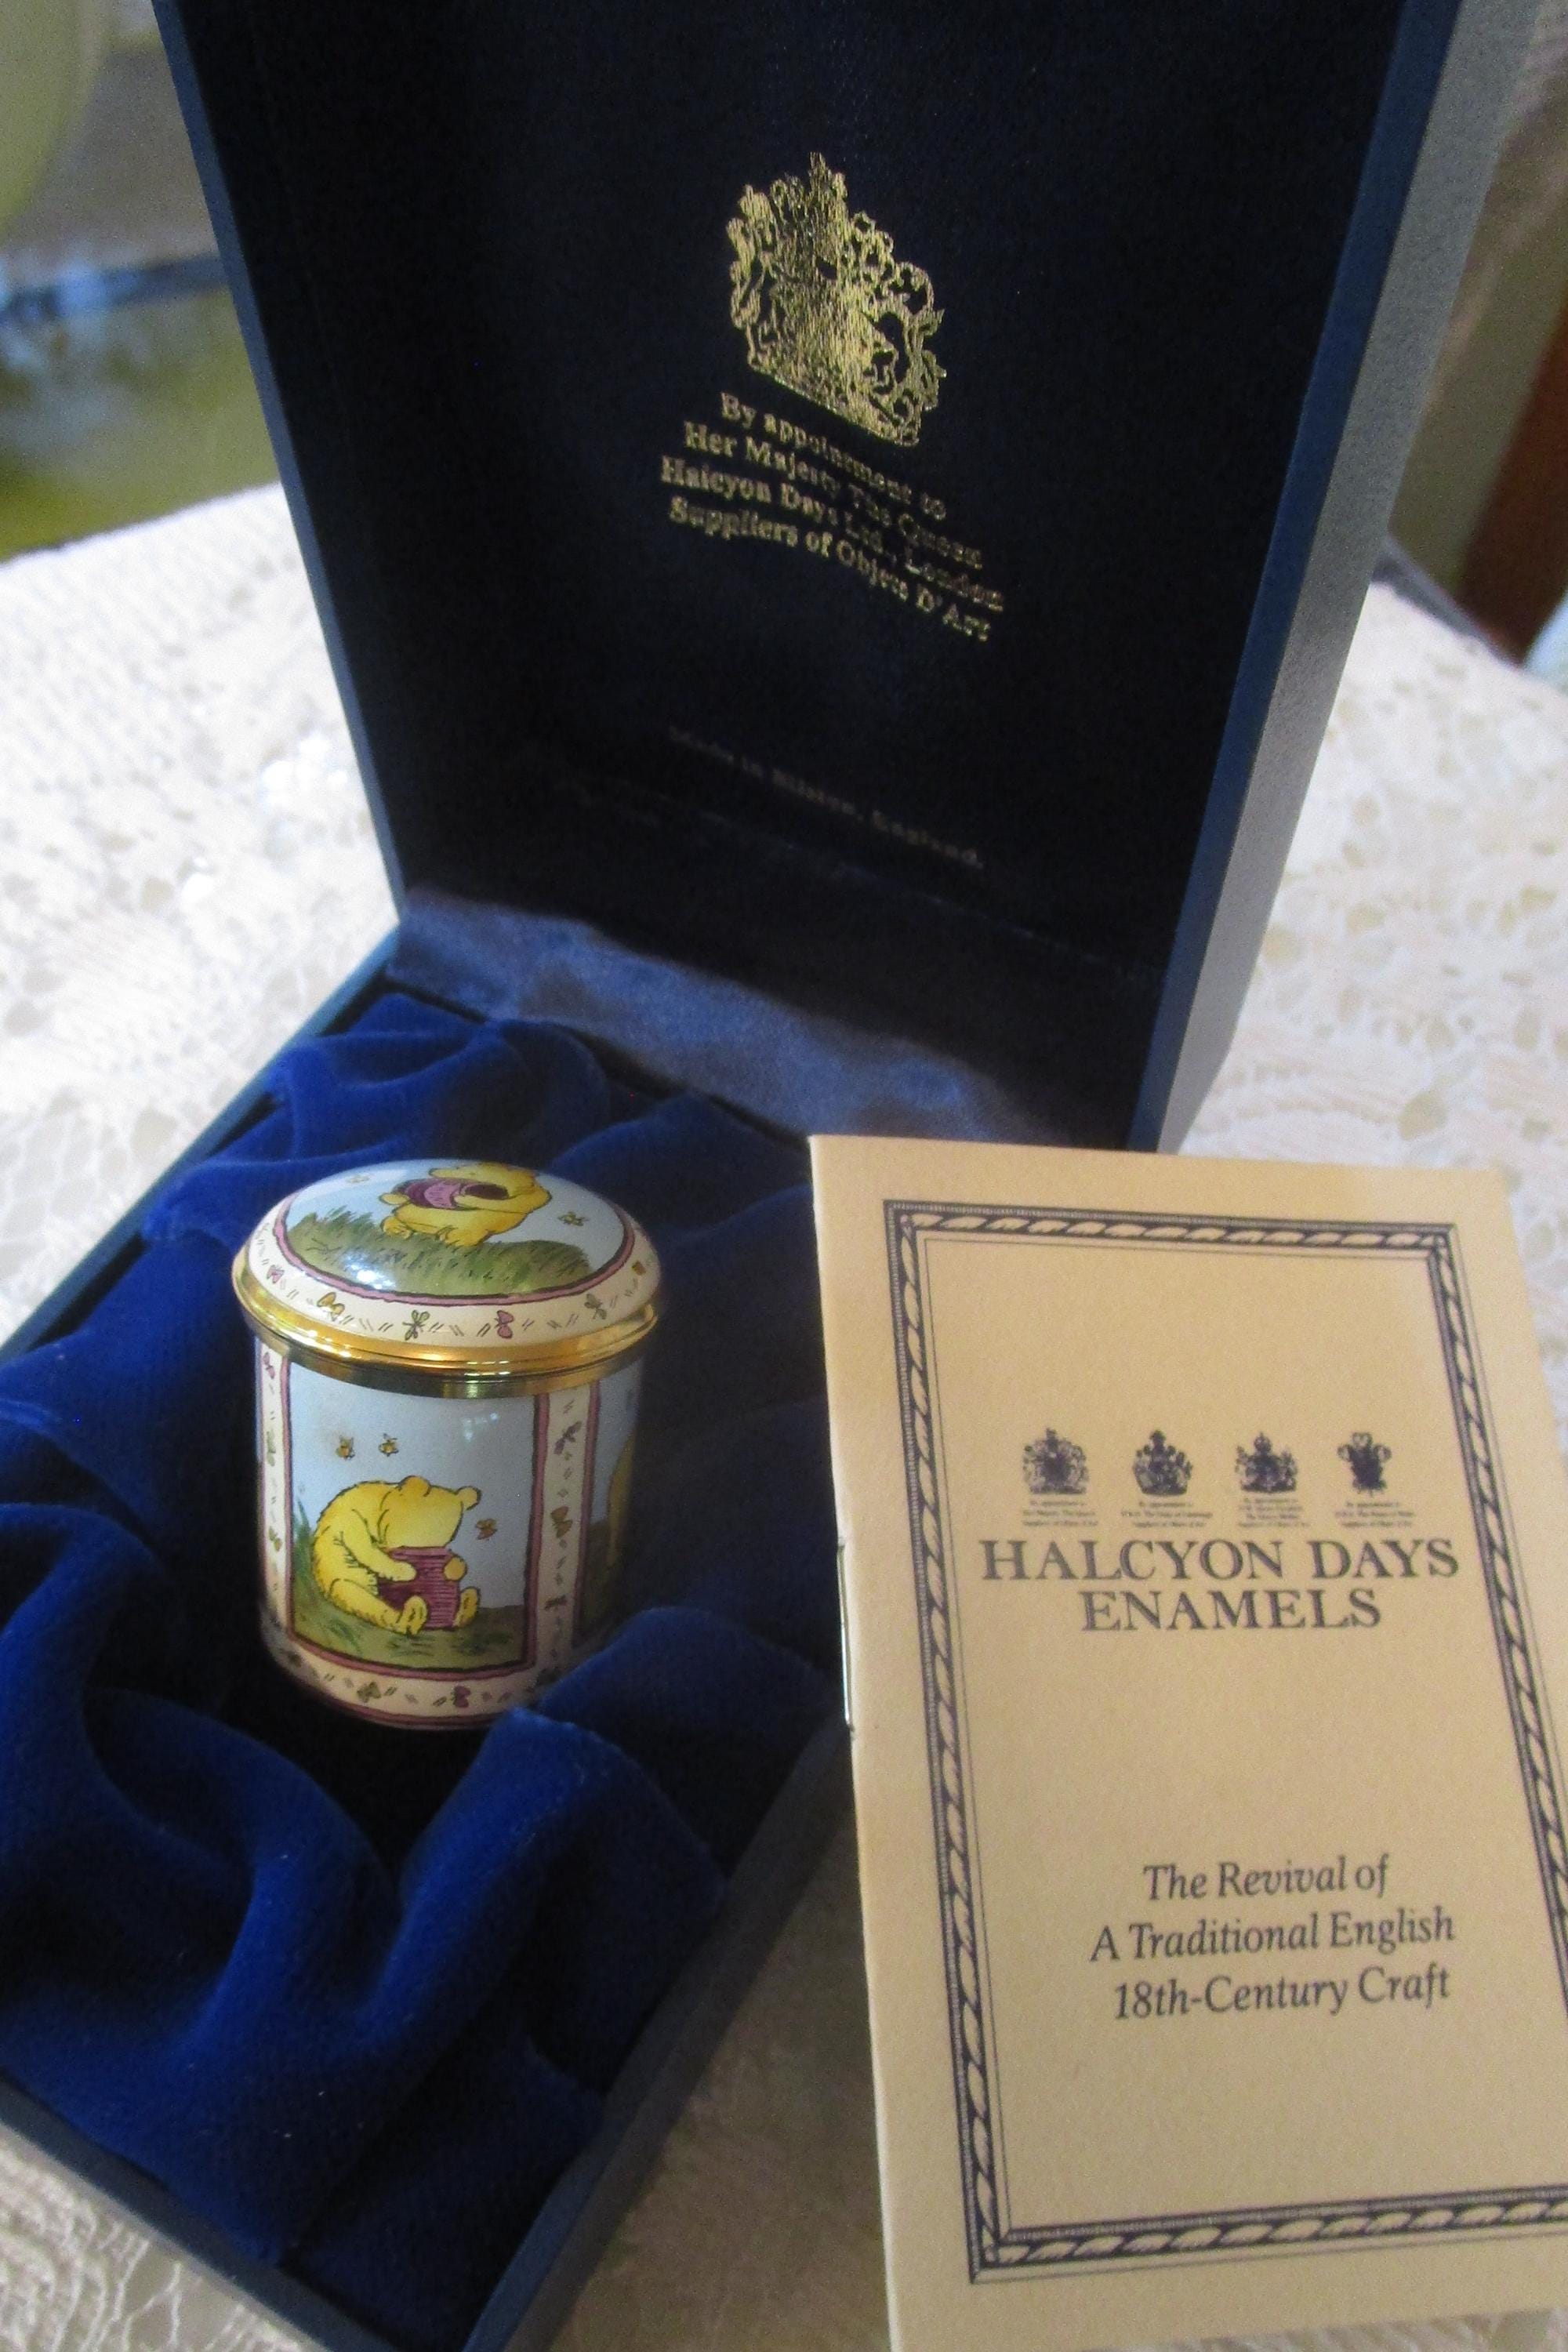 By appointment to
Her Majesty The Queen
Halcyon Days Ltd., London
Suppliers of Objets D'Art
Made in Bilston, England.
HALCYON DAYS
ENAMELS
The Revival of
A Traditional English
18th-Century Craft